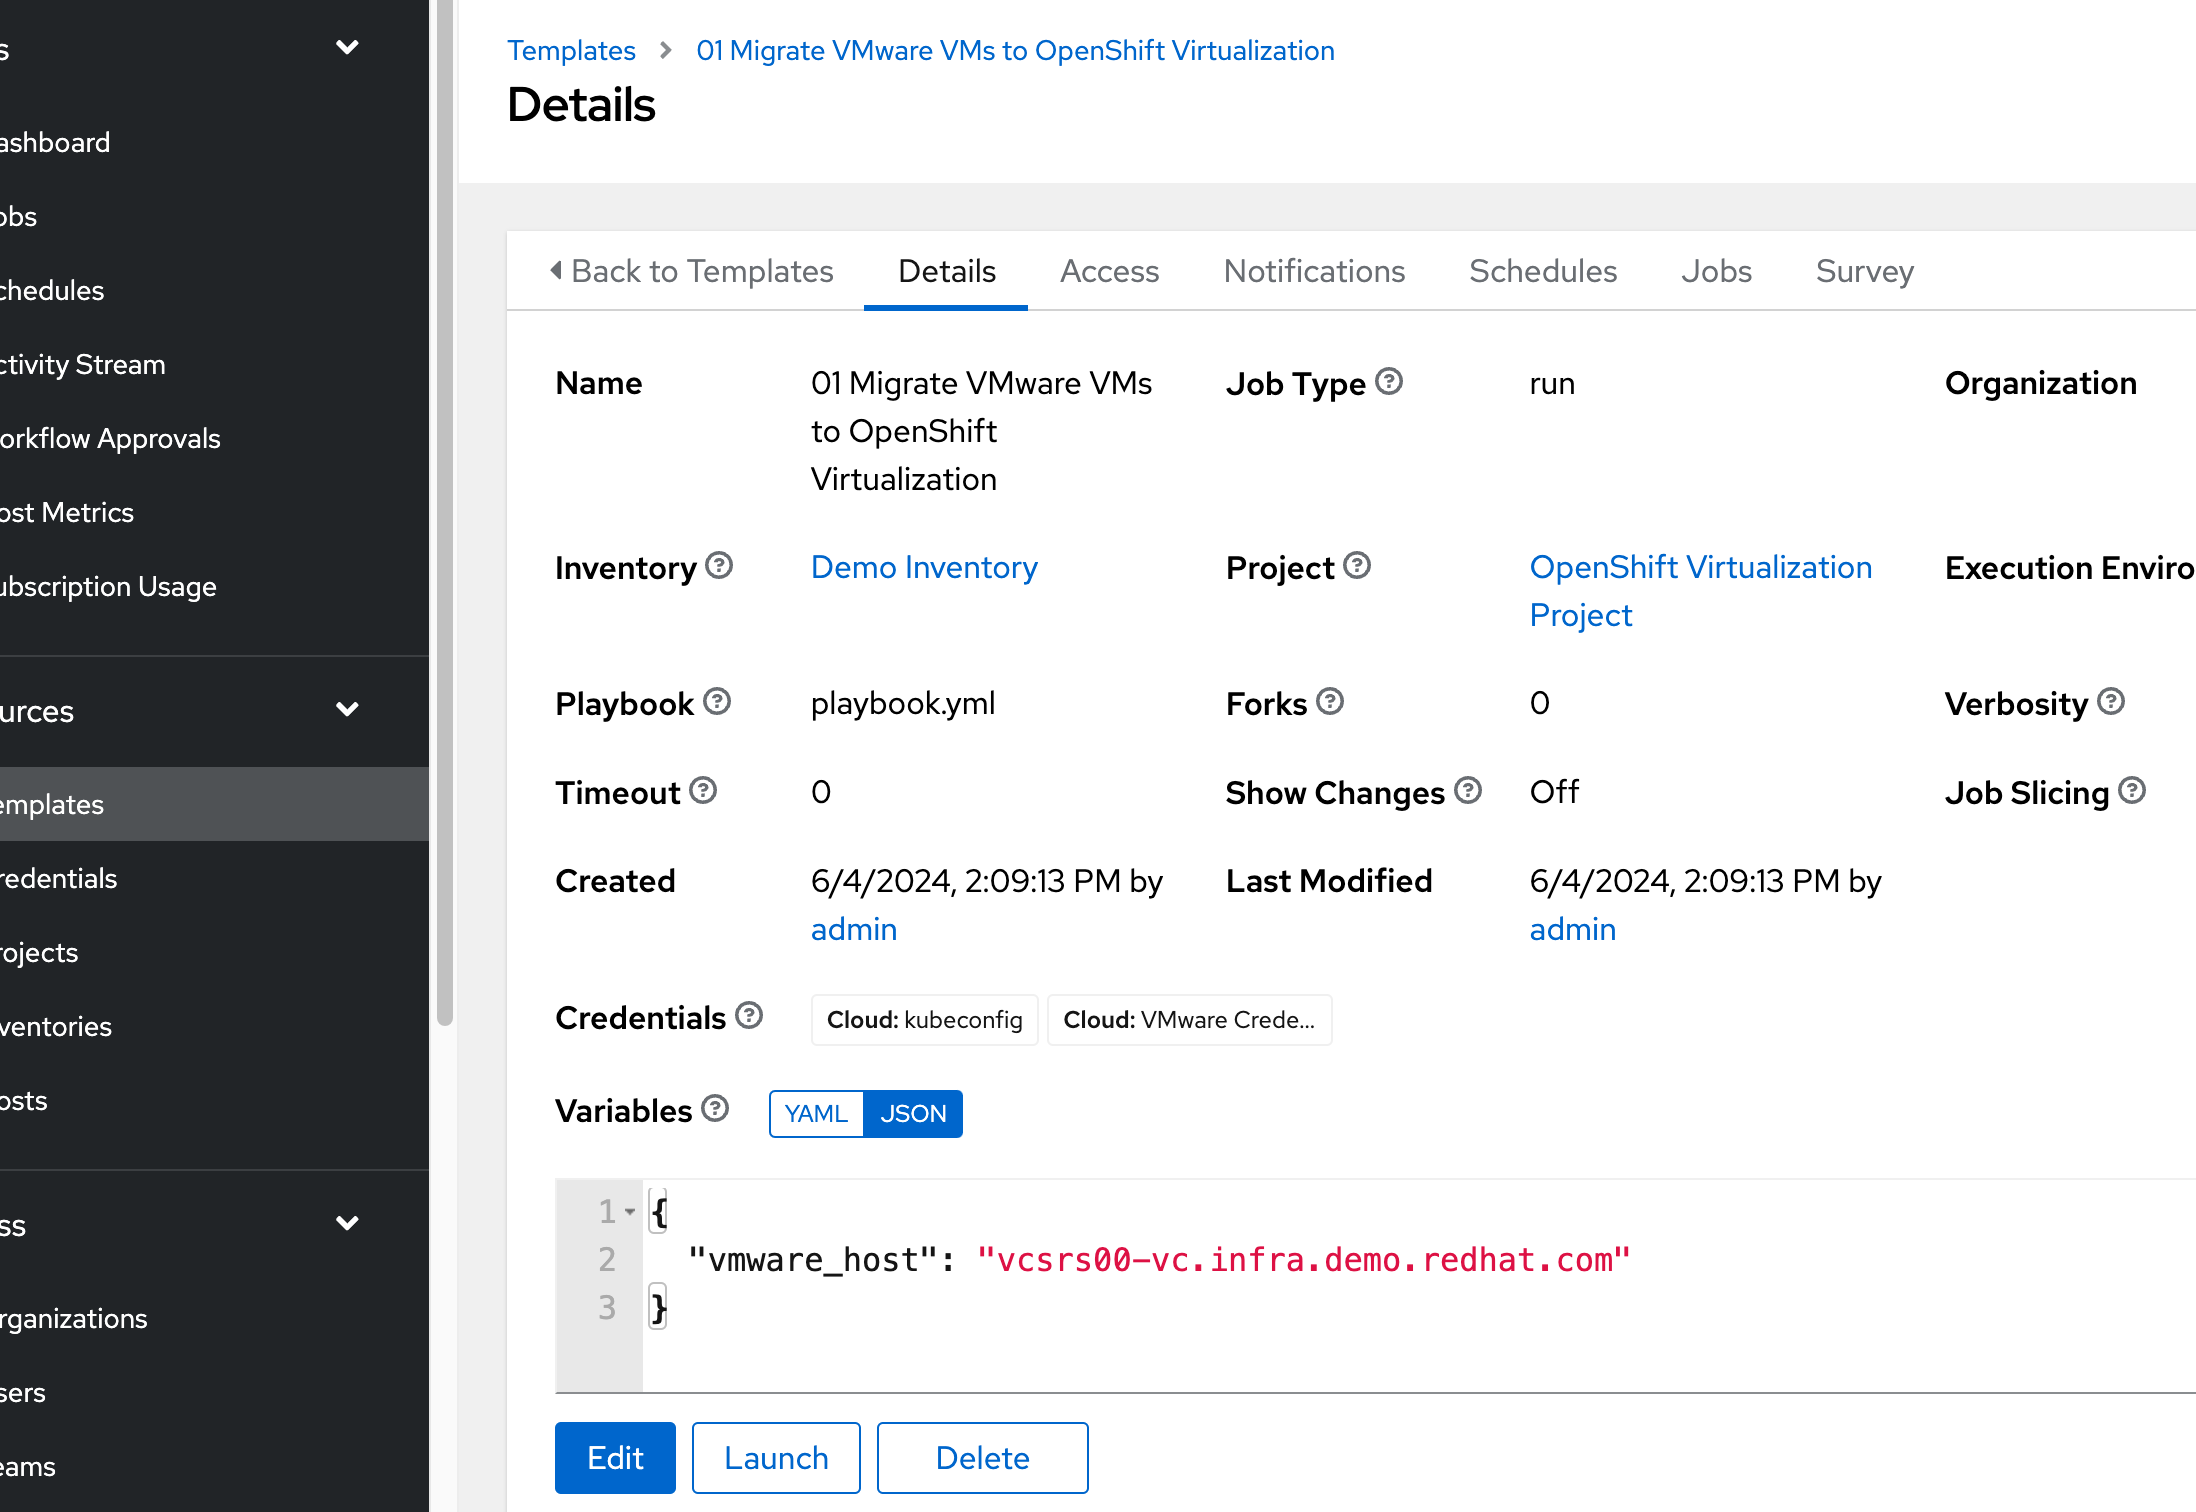 s
ashboard
obs
chedules
ctivity Stream
orkflow Approvals
ost Metrics
ubscription Usage
urces
emplates
redentials
rojects
ventories
osts
ss
rganizations
sers
eams
Templates > 01 Migrate VMware VMs to OpenShift Virtualization
Details
Back to Templates Details Access Notifications Schedules Jobs Survey
Name 01 Migrate VMware VMs Job Type run Organization
to OpenShift
Virtualization
Inventory Demo Inventory Project OpenShift Virtualization Execution Enviro
Project
Playbook playbook.yml Forks 0 Verbosity
Timeout 0 Show Changes Off Job Slicing
Created 6/4/2024, 2:09:13 PM by Last Modified 6/4/2024, 2:09:13 PM by
admin admin
Credentials Cloud: kubeconfig Cloud: VMware Crede...
Variables YAML JSON
1 {
2 "vmware_host": "vcsrs00-vc.infra.demo.redhat.com"
3 }
Edit Launch Delete